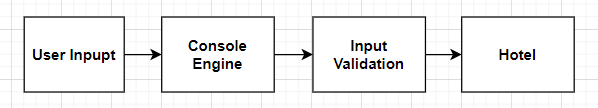 User Inpupt
Console
Engine
Input
Validation
Hotel